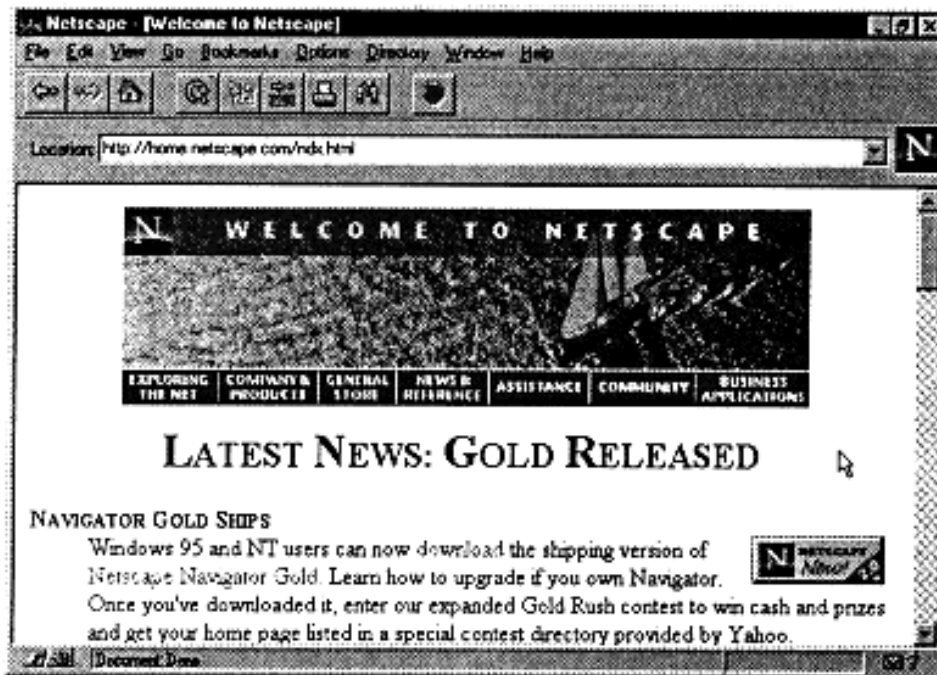 Netscape - [Welcome to Netscape]
File Edit View Go Bookmarks Options Directory Window Help
Location: http://home.netscape.com/ndx.html
N
N WELCOME TO NETSCAPE
EXPLORING THE NET
COMPANY & PRODUCTS
GENERAL STORE
NEWS & REFERENCE
ASSISTANCE
COMMUNITY
BUSINESS APPLICATIONS
LATEST NEWS: GOLD RELEASED
NAVIGATOR GOLD SHIPS
Windows 95 and NT users can now download the shipping version of
Netscape Navigator Gold. Learn how to upgrade if you own Navigator.
N NETSCAPE
Now!
Once you've downloaded it, enter our expanded Gold Rush contest to win cash and prizes
and get your home page listed in a special contest directory provided by Yahoo.
Document: Done